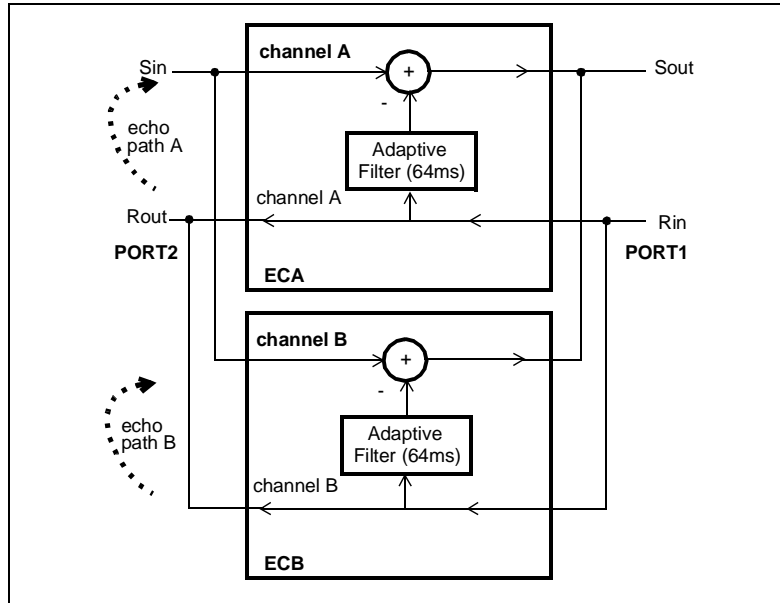 channel A
Sin
+
Sout
-
echo
path A
Adaptive
Filter (64ms)
channel A
Rout
Rin
PORT2
PORT1
ECA
channel B
+
-
echo
path B
Adaptive
Filter (64ms)
channel B
ECB